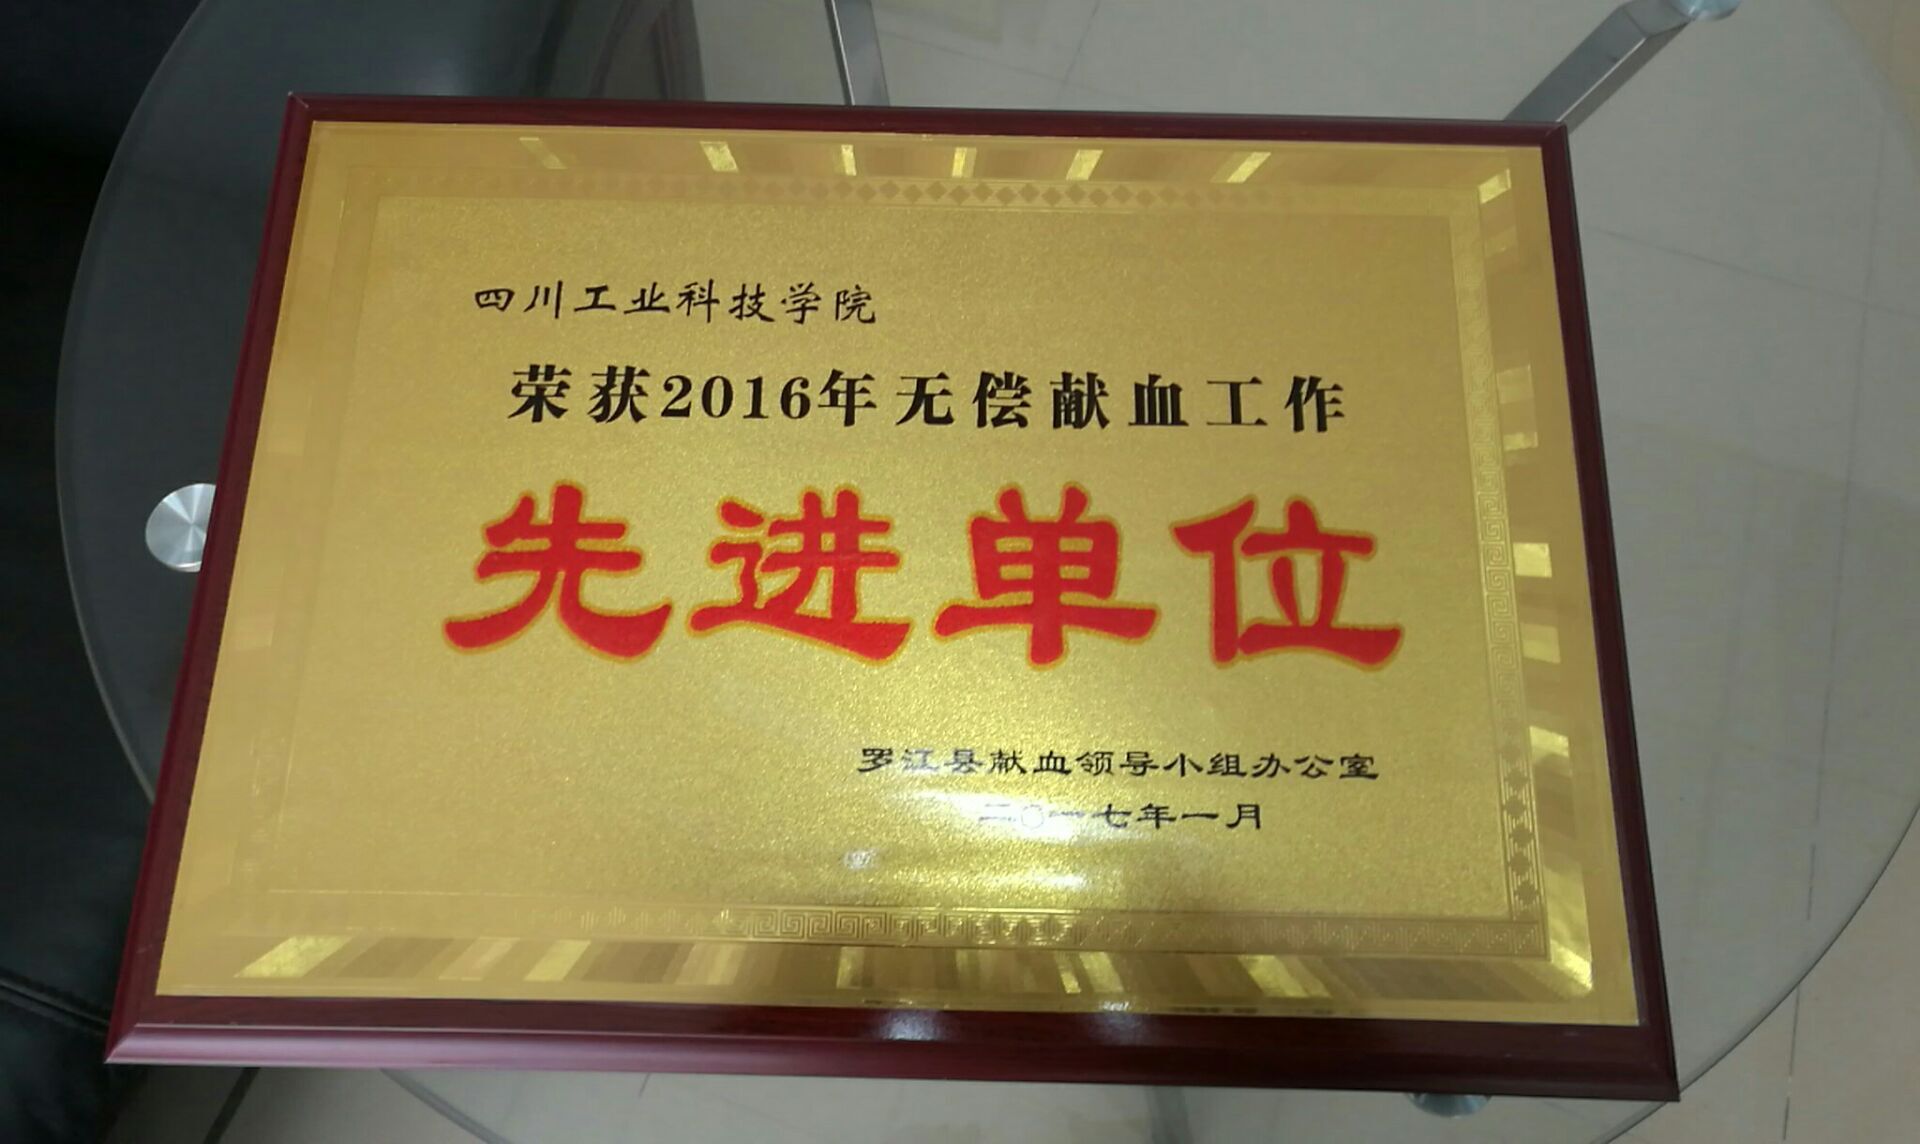 四川工业科技学院
荣获2016年无偿献血工作
先进单位
罗江县献血领导小组办公室
二〇一七年一月